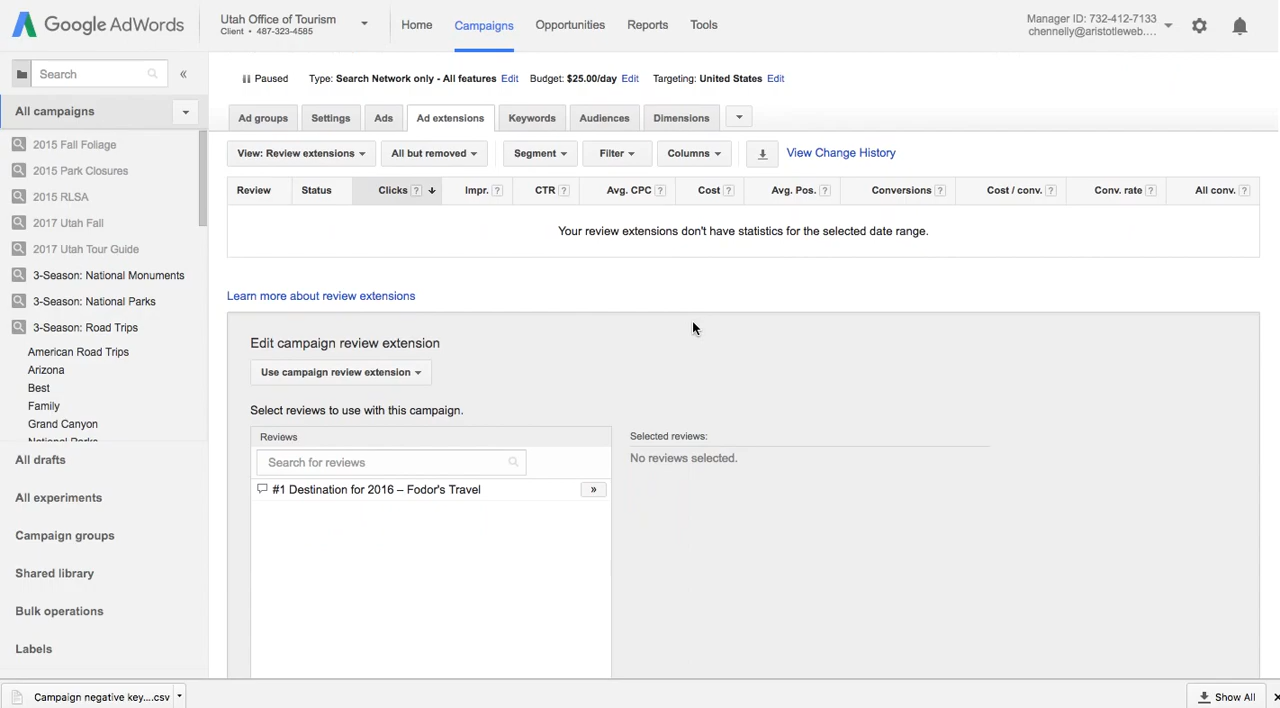 Google AdWords
Utah Office of Tourism
Client • 487-323-4585
Home
Campaigns
Opportunities
Reports
Tools
Manager ID: 732-412-7133
chennelly@aristotleweb....
Search
«
All campaigns
2015 Fall Foliage
2015 Park Closures
2015 RLSA
2017 Utah Fall
2017 Utah Tour Guide
3-Season: National Monuments
3-Season: National Parks
3-Season: Road Trips
American Road Trips
Arizona
Best
Family
Grand Canyon
National Parks
All drafts
All experiments
Campaign groups
Shared library
Bulk operations
Labels
Paused Type: Search Network only - All features Edit Budget: $25.00/day Edit Targeting: United States Edit
Ad groups Settings Ads Ad extensions Keywords Audiences Dimensions
View: Review extensions All but removed Segment Filter Columns View Change History
Review Status Clicks ? Impr. ? CTR ? Avg. CPC ? Cost ? Avg. Pos. ? Conversions ? Cost / conv. ? Conv. rate ? All conv. ?
Your review extensions don't have statistics for the selected date range.
Learn more about review extensions
Edit campaign review extension
Use campaign review extension
Select reviews to use with this campaign.
Reviews
Search for reviews
#1 Destination for 2016 – Fodor's Travel »
Selected reviews:
No reviews selected.
Campaign negative key....csv
Show All